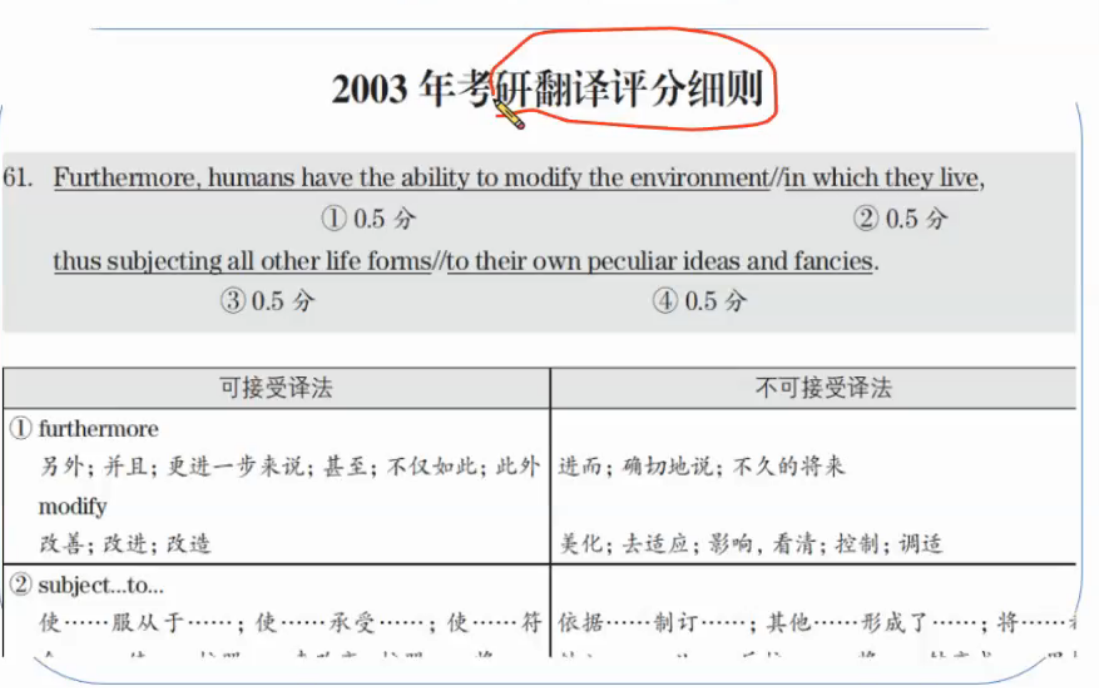 2003 年考研翻译评分细则
61. Furthermore, humans have the ability to modify the environment//in which they live,
① 0.5 分 ② 0.5 分
thus subjecting all other life forms//to their own peculiar ideas and fancies.
③ 0.5 分 ④ 0.5 分
可接受译法 不可接受译法
① furthermore
另外；并且；更进一步来说；甚至；不仅如此；此外 进而；确切地说；不久的将来
modify
改善；改进；改造 美化；去适应；影响，看清；控制；调适
② subject...to...
使……服从于……；使……承受……；使……符 依据……制订……；其他……形成了……；将……